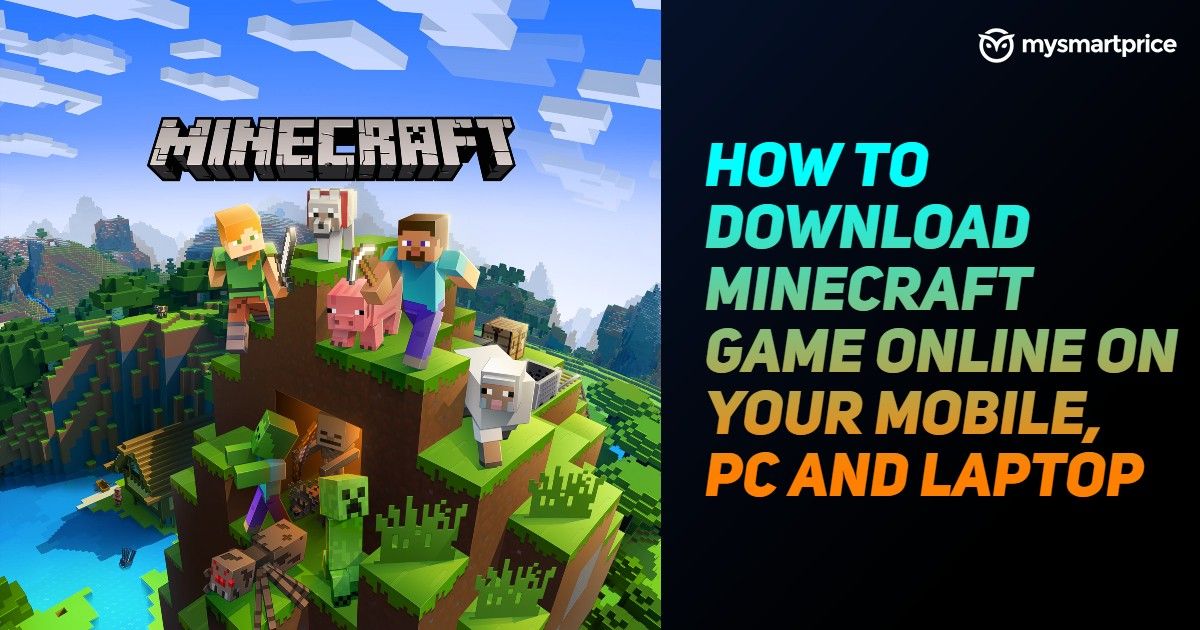 MINECRAFT
mysmartprice
HOW TO
DOWNLOAD
MINECRAFT
GAME ONLINE ON
YOUR MOBILE,
PC AND LAPTOP